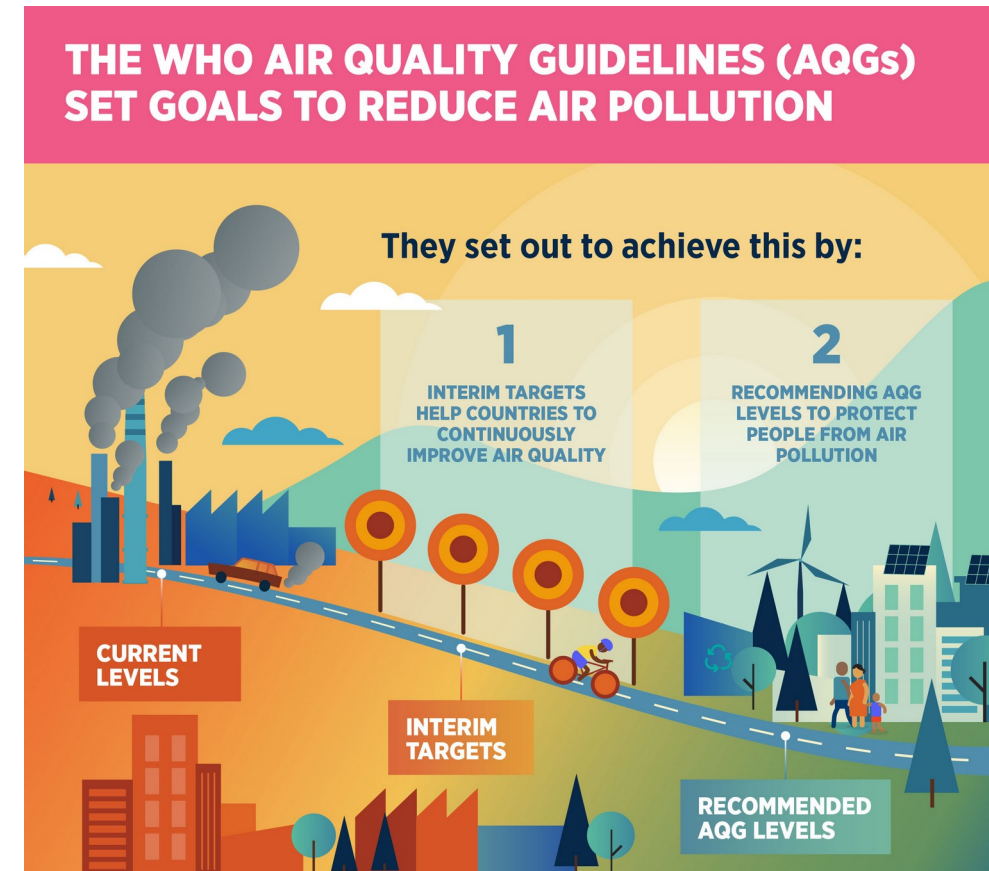 THE WHO AIR QUALITY GUIDELINES (AQGs)
SET GOALS TO REDUCE AIR POLLUTION
They set out to achieve this by:
1
INTERIM TARGETS
HELP COUNTRIES TO
CONTINUOUSLY
IMPROVE AIR QUALITY
2
RECOMMENDING AQG
LEVELS TO PROTECT
PEOPLE FROM AIR
POLLUTION
CURRENT
LEVELS
INTERIM
TARGETS
RECOMMENDED
AQG LEVELS